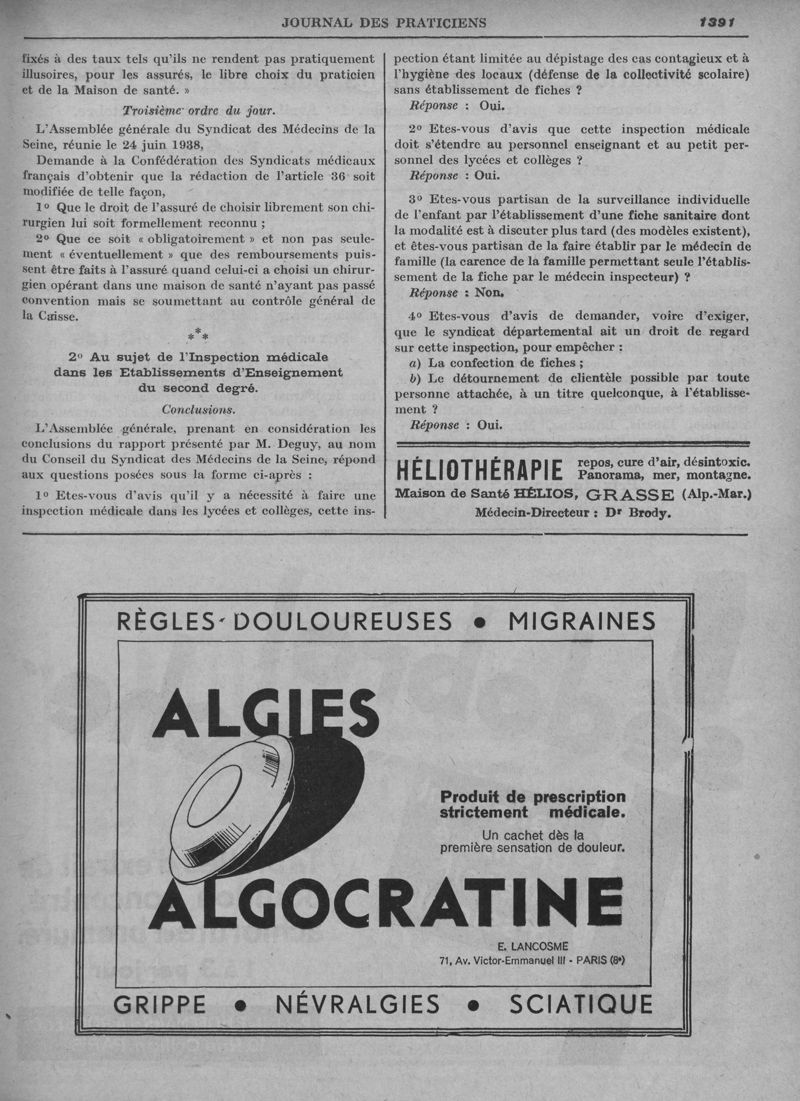 JOURNAL DES PRATICIENS
1391
fixés à des taux tels qu'ils ne rendent pas pratiquement
illusoires, pour les assurés, le libre choix du praticien
et de la Maison de santé. »
Troisième ordre du jour.
L'Assemblée générale du Syndicat des Médecins de la
Seine, réunie le 24 juin 1938,
Demande à la Confédération des Syndicats médicaux
français d'obtenir que la rédaction de l'article 36 soit
modifiée de telle façon,
1º Que le droit de l'assuré de choisir librement son chi-
rurgien lui soit formellement reconnu ;
2º Que ce soit « obligatoirement » et non pas seule-
ment « éventuellement » que des remboursements puis-
sent être faits à l'assuré quand celui-ci a choisi un chirur-
gien opérant dans une maison de santé n'ayant pas passé
convention mais se soumettant au contrôle général de
la Caisse.
***
2º Au sujet de l'Inspection médicale
dans les Etablissements d'Enseignement
du second degré.
Conclusions.
L'Assemblée générale, prenant en considération les
conclusions du rapport présenté par M. Deguy, au nom
du Conseil du Syndicat des Médecins de la Seine, répond
aux questions posées sous la forme ci-après :
1º Etes-vous d'avis qu'il y a nécessité à faire une
inspection médicale dans les lycées et collèges, cette ins-
pection étant limitée au dépistage des cas contagieux et à
l'hygiène des locaux (défense de la collectivité scolaire)
sans établissement de fiches ?
Réponse : Oui.
2º Etes-vous d'avis que cette inspection médicale
doit s'étendre au personnel enseignant et au petit per-
sonnel des lycées et collèges ?
Réponse : Oui.
3º Etes-vous partisan de la surveillance individuelle
de l'enfant par l'établissement d'une fiche sanitaire dont
la modalité est à discuter plus tard (des modèles existent),
et êtes-vous partisan de la faire établir par le médecin de
famille (la carence de la famille permettant seule l'établis-
sement de la fiche par le médecin inspecteur) ?
Réponse : Non.
4º Etes-vous d'avis de demander, voire d'exiger,
que le syndicat départemental ait un droit de regard
sur cette inspection, pour empêcher :
a) La confection de fiches ;
b) Le détournement de clientèle possible par toute
personne attachée, à un titre quelconque, à l'établisse-
ment ?
Réponse : Oui.
HÉLIOTHÉRAPIE repos, cure d'air, désintoxic.
Panorama, mer, montagne.
Maison de Santé HÉLIOS, GRASSE (Alp.-Mar.)
Médecin-Directeur : Dr Brody.
RÈGLES DOULOUREUSES • MIGRAINES
ALGIES
Produit de prescription
strictement médicale.
Un cachet dès la
première sensation de douleur.
ALGOCRATINE
E. LANCOSME
71, Av. Victor-Emmanuel III - PARIS (8e)
GRIPPE • NÉVRALGIES • SCIATIQUE